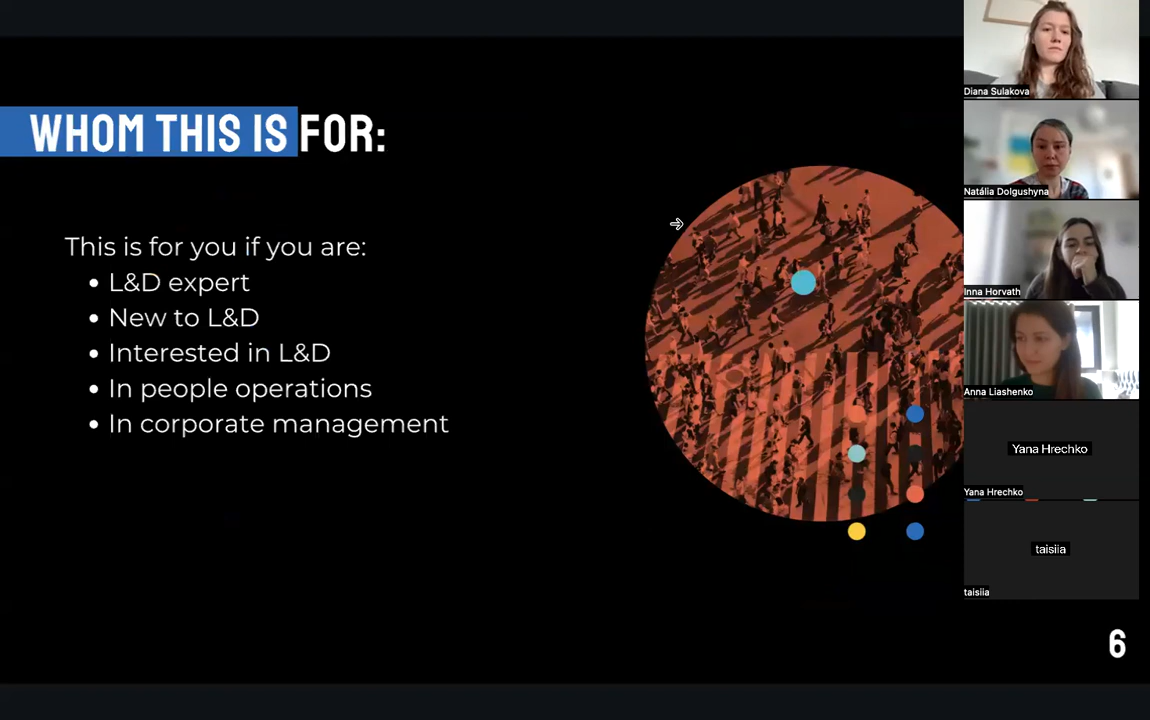 WHOM THIS IS FOR:
This is for you if you are:
• L&D expert
• New to L&D
• Interested in L&D
• In people operations
• In corporate management
Diana Sulakova
Natália Dolgushyna
Inna Horvath
Anna Liashenko
Yana Hrechko
Yana Hrechko
taisiia
taisiia
6